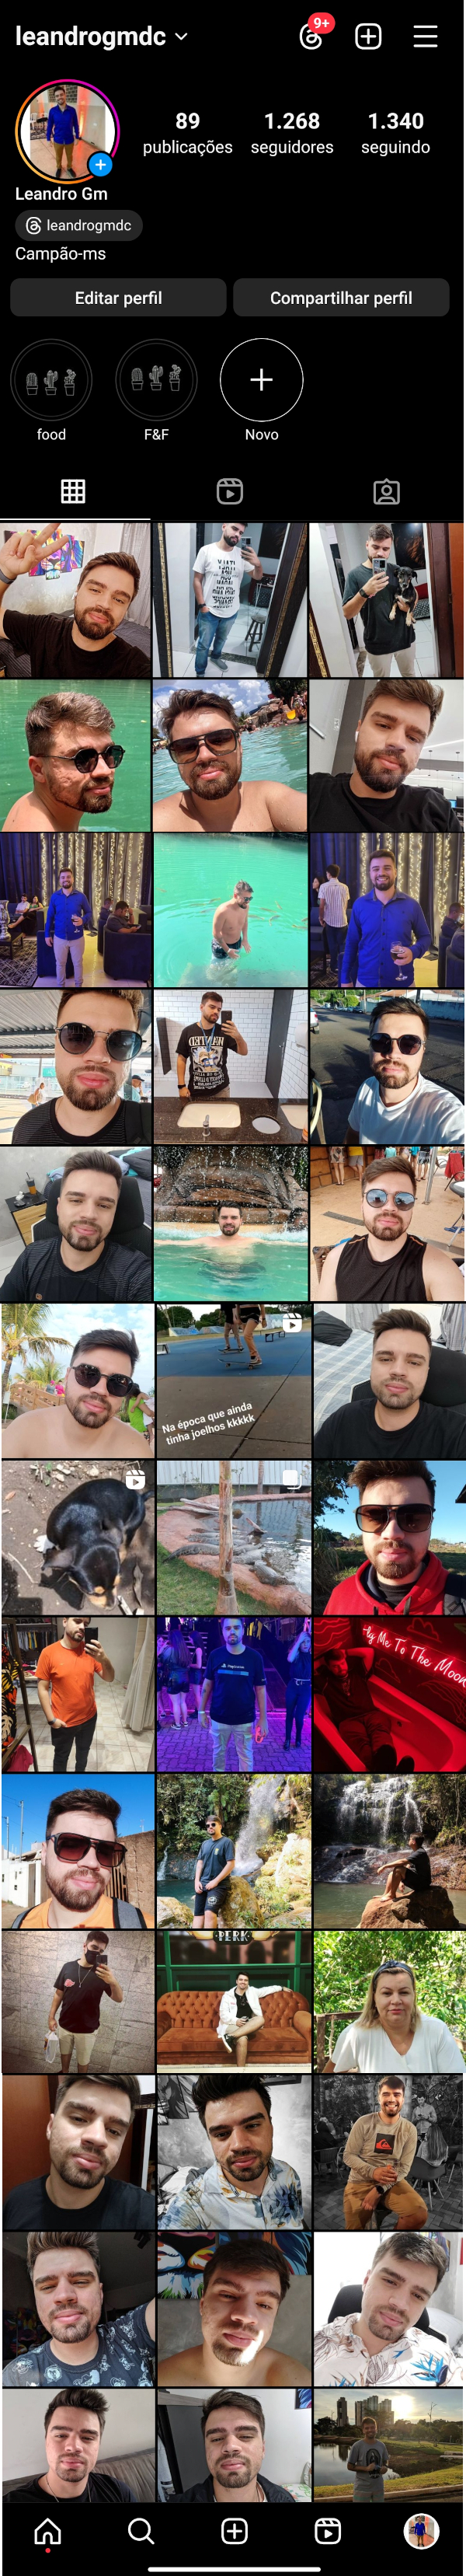 leandrogmdc
9+
89
1.268
1.340
publicações
seguidores
seguindo
Leandro Gm
leandrogmdc
Campão-ms
Editar perfil
Compartilhar perfil
food
F&F
Novo
Na época que ainda
tinha joelhos kkkkk
PlayStation
Fly Me To The Moon
PERK